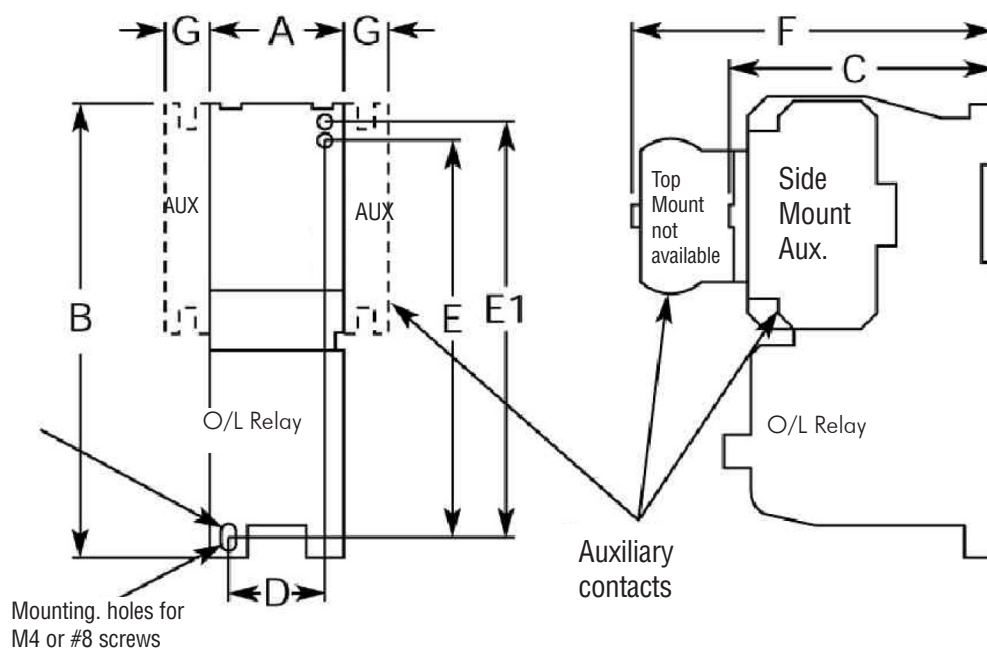 G A G
F
C
AUX
AUX
B
E
E1
Top
Mount
not
available
Side
Mount
Aux.
O/L Relay
O/L Relay
D
Auxiliary
contacts
Mounting. holes for
M4 or #8 screws